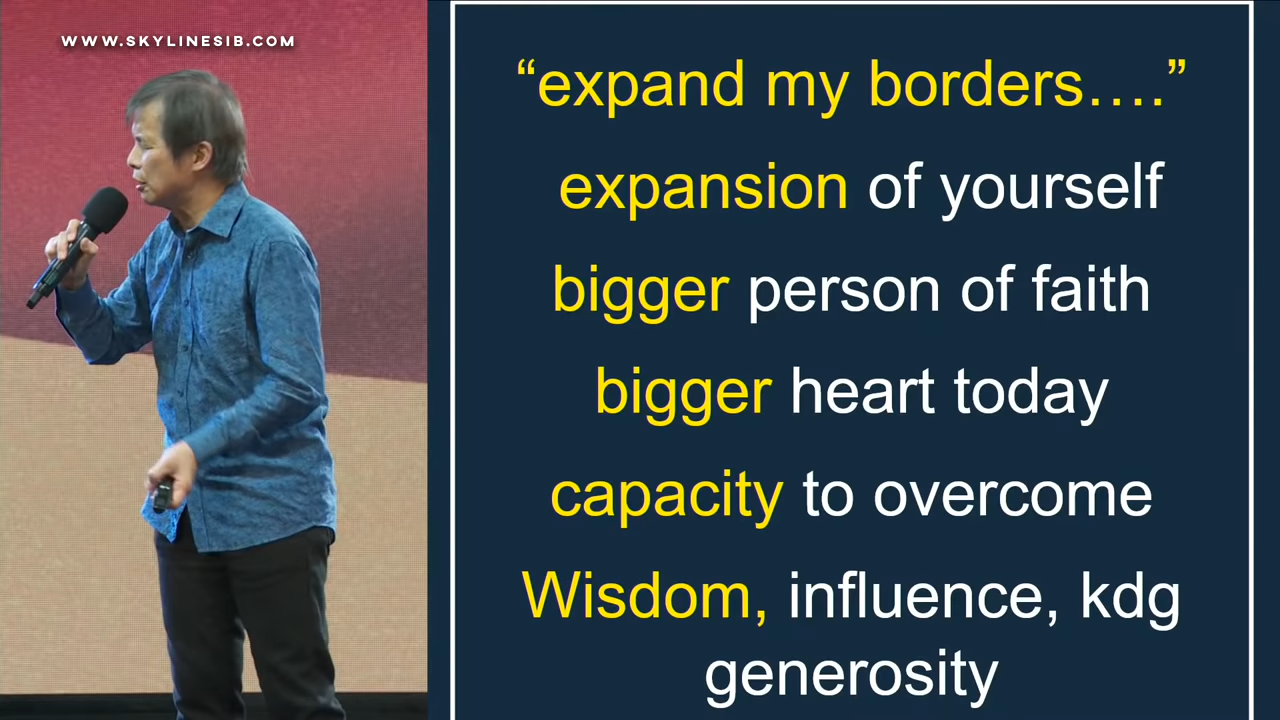 WWW.SKYLINESIB.COM
“expand my borders….”
expansion of yourself
bigger person of faith
bigger heart today
capacity to overcome
Wisdom, influence, kdg
generosity